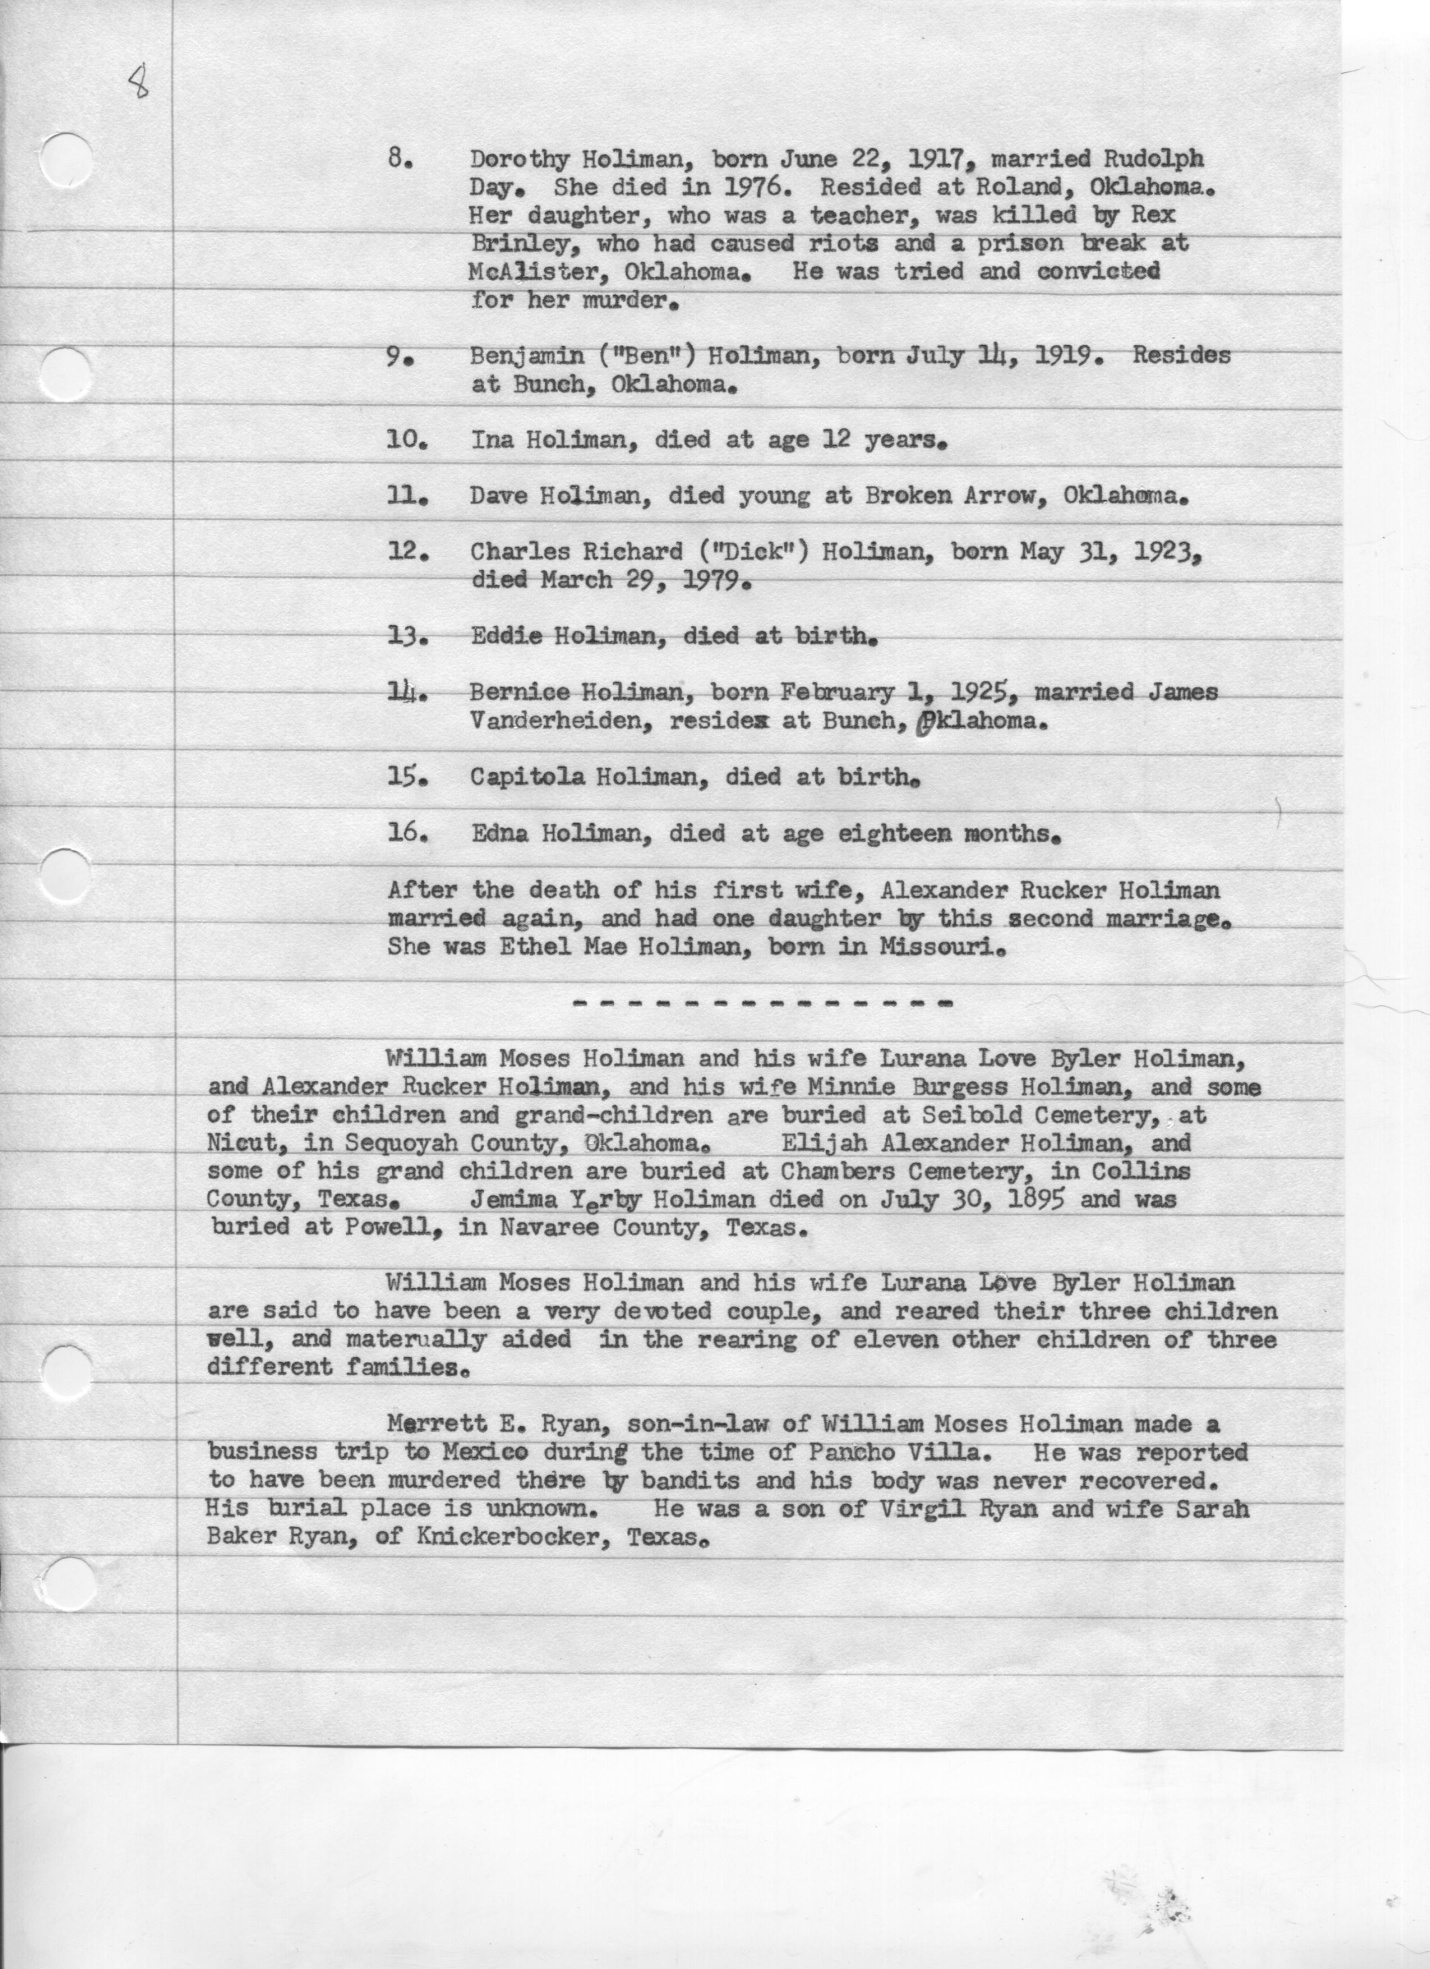 8
8. Dorothy Holiman, born June 22, 1917, married Rudolph
Day. She died in 1976. Resided at Roland, Oklahoma.
Her daughter, who was a teacher, was killed by Rex
Brinley, who had caused riots and a prison break at
McAlister, Oklahoma. He was tried and convicted
for her murder.
9. Benjamin ("Ben") Holiman, born July 14, 1919. Resides
at Bunch, Oklahoma.
10. Ina Holiman, died at age 12 years.
11. Dave Holiman, died young at Broken Arrow, Oklahoma.
12. Charles Richard ("Dick") Holiman, born May 31, 1923,
died March 29, 1979.
13. Eddie Holiman, died at birth.
14. Bernice Holiman, born February 1, 1925, married James
Vanderheiden, resides at Bunch, Oklahoma.
15. Capitola Holiman, died at birth.
16. Edna Holiman, died at age eighteen months.
After the death of his first wife, Alexander Rucker Holiman
married again, and had one daughter by this second marriage.
She was Ethel Mae Holiman, born in Missouri.
- - - - - - - - - - - - - -
William Moses Holiman and his wife Lurana Love Byler Holiman,
and Alexander Rucker Holiman, and his wife Minnie Burgess Holiman, and some
of their children and grand-children are buried at Seibold Cemetery, at
Nicut, in Sequoyah County, Oklahoma. Elijah Alexander Holiman, and
some of his grand children are buried at Chambers Cemetery, in Collins
County, Texas. Jemima Yerby Holiman died on July 30, 1895 and was
buried at Powell, in Navaree County, Texas.
William Moses Holiman and his wife Lurana Love Byler Holiman
are said to have been a very devoted couple, and reared their three children
well, and materually aided in the rearing of eleven other children of three
different families.
Merrett E. Ryan, son-in-law of William Moses Holiman made a
business trip to Mexico during the time of Pancho Villa. He was reported
to have been murdered there by bandits and his body was never recovered.
His burial place is unknown. He was a son of Virgil Ryan and wife Sarah
Baker Ryan, of Knickerbocker, Texas.